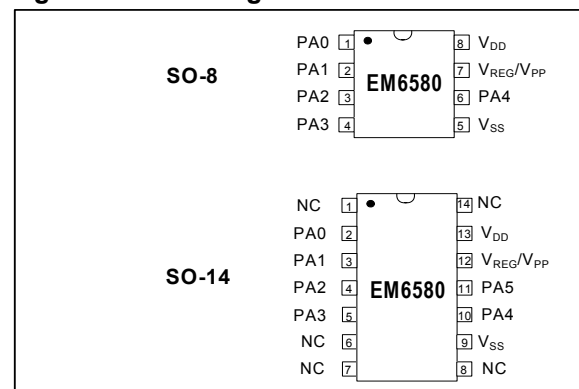 SO-8
PA0 1 8 VDD
PA1 2 EM6580 7 VREG/VPP
PA2 3 6 PA4
PA3 4 5 VSS
SO-14
NC 1 14 NC
PA0 2 13 VDD
PA1 3 12 VREG/VPP
PA2 4 EM6580 11 PA5
PA3 5 10 PA4
NC 6 9 VSS
NC 7 8 NC